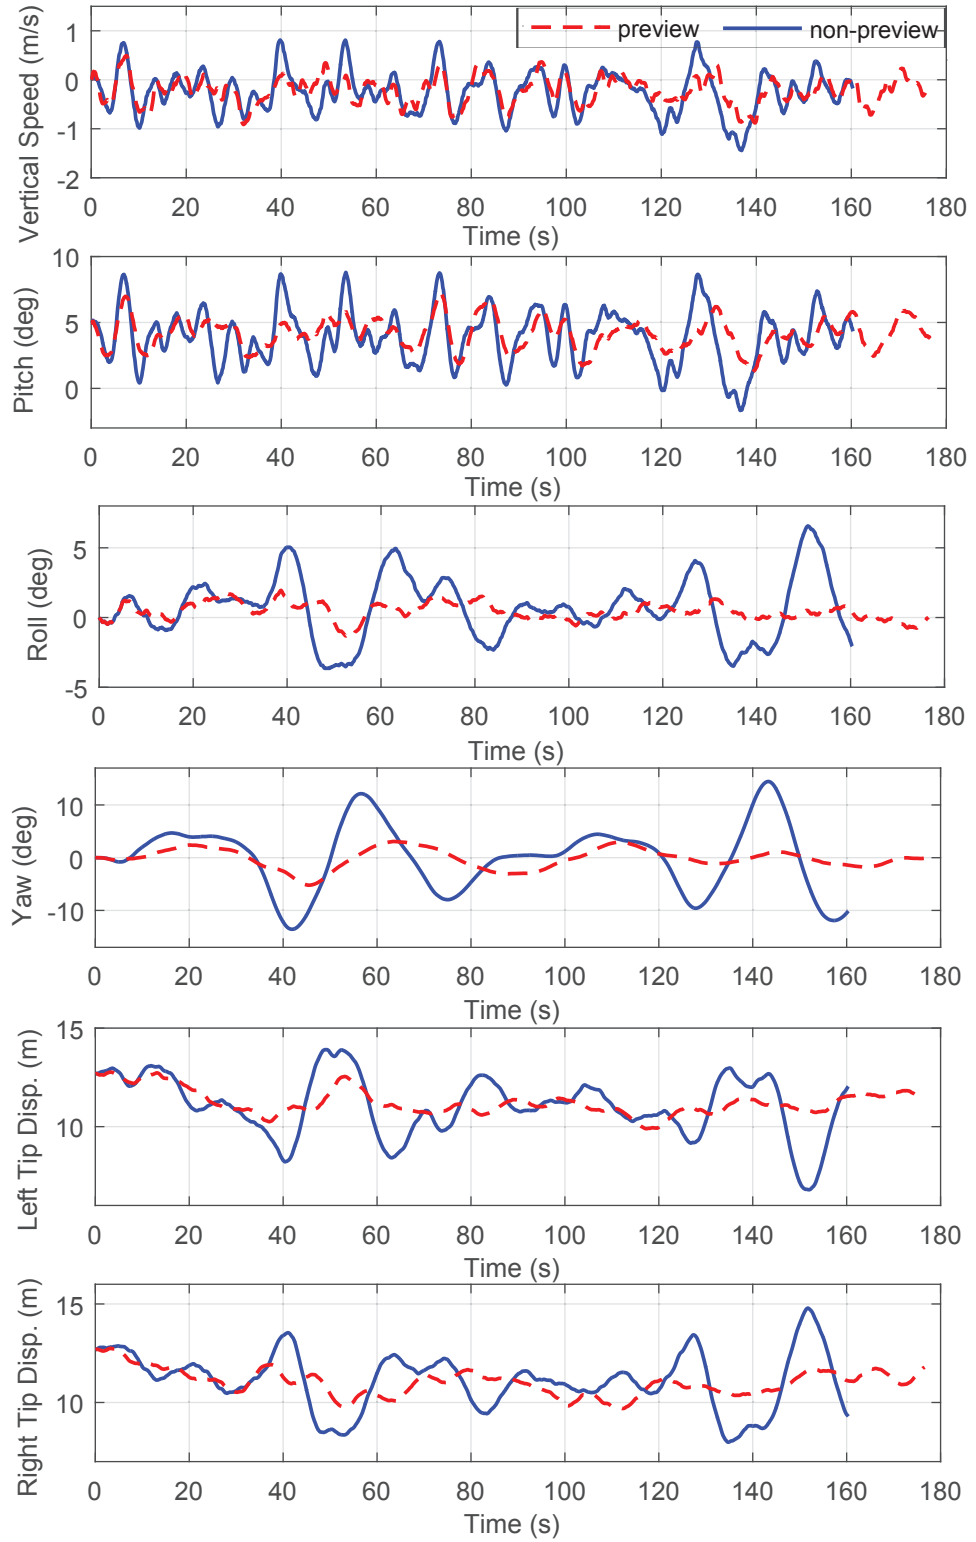 preview non-preview
Vertical Speed (m/s)
1
0
-1
-2
0 20 40 60 80 100 120 140 160 180
Time (s)
Pitch (deg)
10
5
0
0 20 40 60 80 100 120 140 160 180
Time (s)
Roll (deg)
5
0
-5
0 20 40 60 80 100 120 140 160 180
Time (s)
Yaw (deg)
10
0
-10
0 20 40 60 80 100 120 140 160 180
Time (s)
Left Tip Disp. (m)
15
10
0 20 40 60 80 100 120 140 160 180
Time (s)
Right Tip Disp. (m)
15
10
0 20 40 60 80 100 120 140 160 180
Time (s)